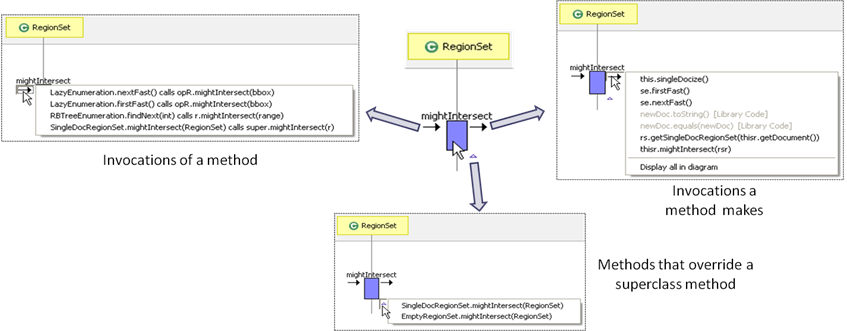 RegionSet
mightIntersect
LazyEnumeration.nextFast() calls opR.mightIntersect(bbox)
LazyEnumeration.firstFast() calls opR.mightIntersect(bbox)
RBTreeEnumeration.findNext(int) calls r.mightIntersect(range)
SingleDocRegionSet.mightIntersect(RegionSet) calls super.mightIntersect(r)
Invocations of a method
RegionSet
mightIntersect
RegionSet
mightIntersect
this.singleDocize()
se.firstFast()
se.nextFast()
newDoc.toString() [Library Code]
newDoc.equals(newDoc) [Library Code]
rs.getSingleDocRegionSet(thisr.getDocument())
thisr.mightIntersect(rsr)
Display all in diagram
Invocations a
method makes
RegionSet
mightIntersect
SingleDocRegionSet.mightIntersect(RegionSet)
EmptyRegionSet.mightIntersect(RegionSet)
Methods that override a
superclass method